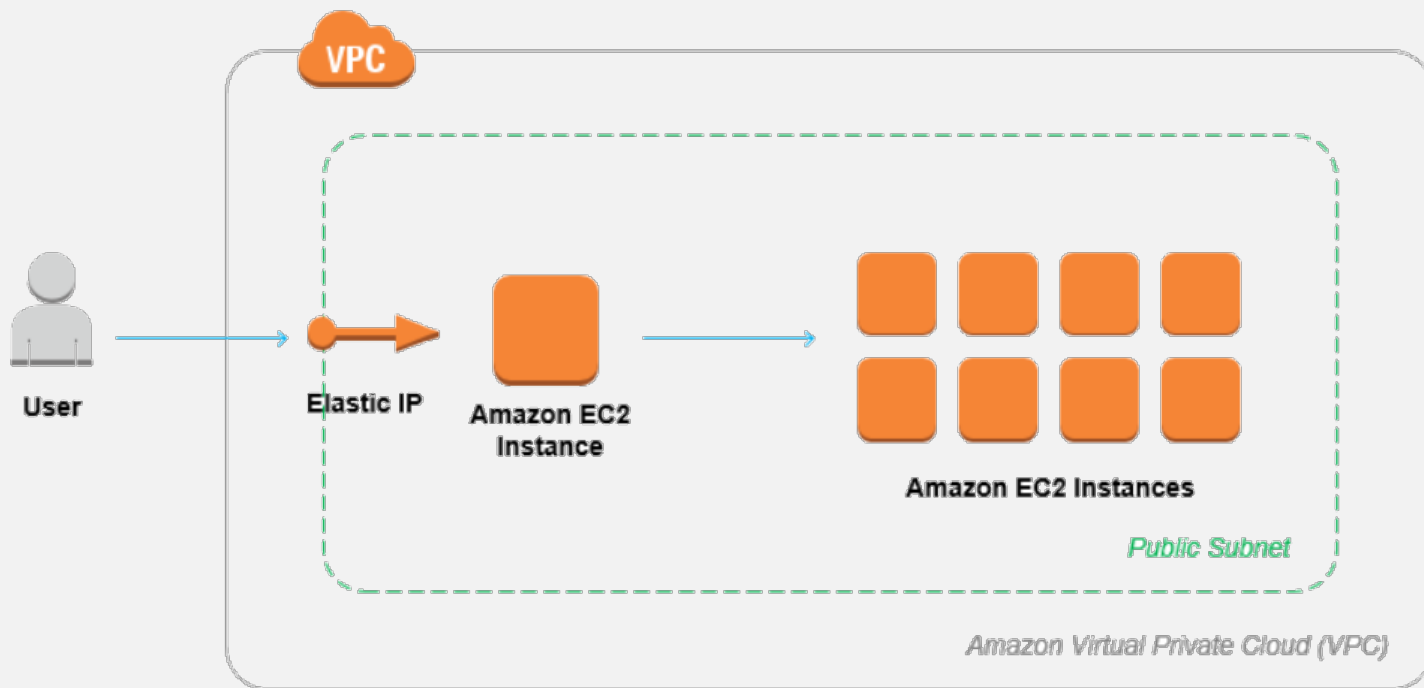 VPC
User
Elastic IP
Amazon EC2
Instance
Amazon EC2 Instances
Public Subnet
Amazon Virtual Private Cloud (VPC)